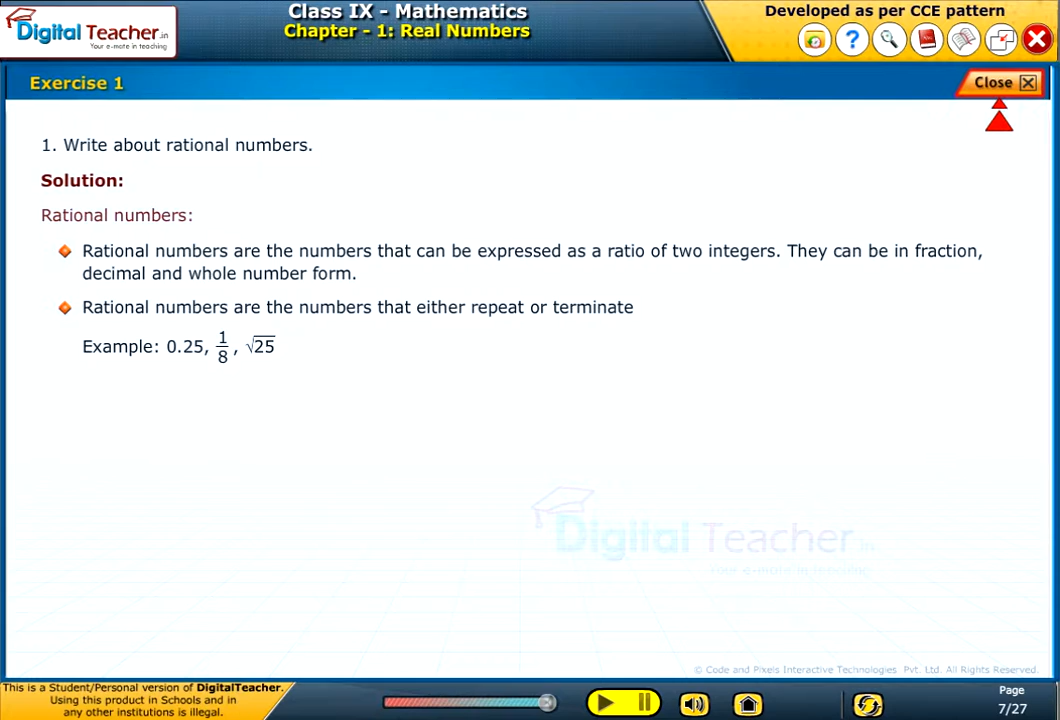 Digital Teacher.in
Your e-mate in teaching
Class IX - Mathematics
Chapter - 1: Real Numbers
Developed as per CCE pattern
Exercise 1
Close
1. Write about rational numbers.
Solution:
Rational numbers:
Rational numbers are the numbers that can be expressed as a ratio of two integers. They can be in fraction,
decimal and whole number form.
Rational numbers are the numbers that either repeat or terminate
Example: 0.25, 1/8, √25
Digital Teacher.in
Your e-mate in teaching
© Code and Pixels Interactive Technologies. Pvt. Ltd. All Rights Reserved.
This is a Student/Personal version of DigitalTeacher.
Using this product in Schools and in
any other institutions is illegal.
Page
7/27